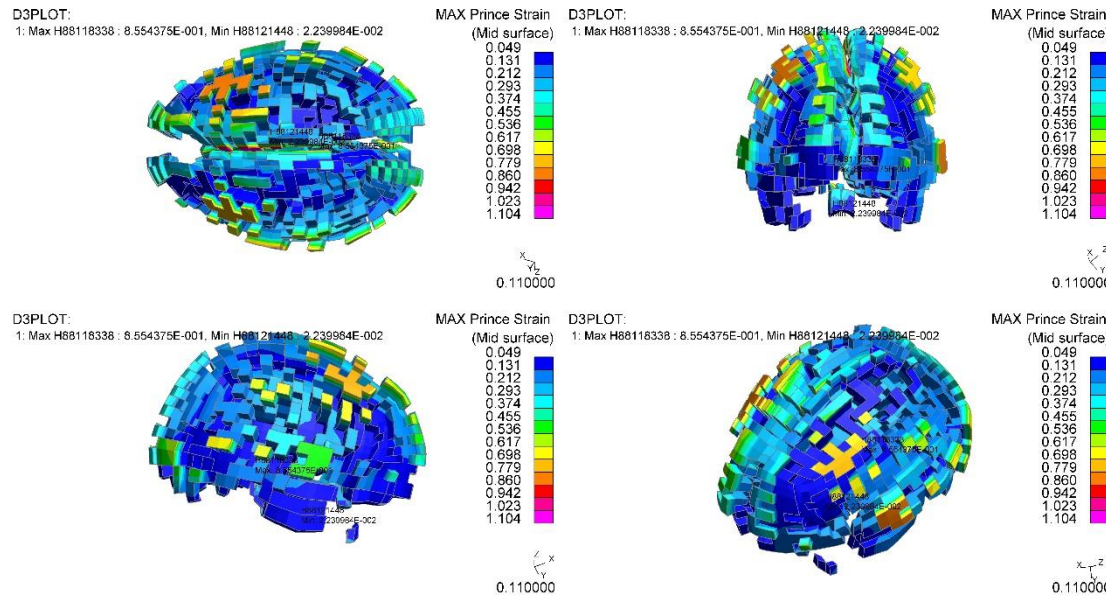 D3PLOT:
1: Max H88118338 : 8.554375E-001, Min H88121448 : 2.239984E-002
MAX Prince Strain
(Mid surface)
0.049
0.131
0.212
0.293
0.374
0.455
0.536
0.617
0.698
0.779
0.860
0.942
1.023
1.104
H88121448
X
Y
Z
0.110000
D3PLOT:
1: Max H88118338 : 8.554375E-001, Min H88121448 : 2.239984E-002
MAX Prince Strain
(Mid surface)
0.049
0.131
0.212
0.293
0.374
0.455
0.536
0.617
0.698
0.779
0.860
0.942
1.023
1.104
H88118338
H88121448
X
Z
Y
0.110000
D3PLOT:
1: Max H88118338 : 8.554375E-001, Min H88121448 : 2.239984E-002
MAX Prince Strain
(Mid surface)
0.049
0.131
0.212
0.293
0.374
0.455
0.536
0.617
0.698
0.779
0.860
0.942
1.023
1.104
Max 8.554375E-001
H88121448
Min 2.239984E-002
X
Y
0.110000
D3PLOT:
1: Max H88118338 : 8.554375E-001, Min H88121448 : 2.239984E-002
MAX Prince Strain
(Mid surface)
0.049
0.131
0.212
0.293
0.374
0.455
0.536
0.617
0.698
0.779
0.860
0.942
1.023
1.104
H88121448
X
Z
Y
0.110000